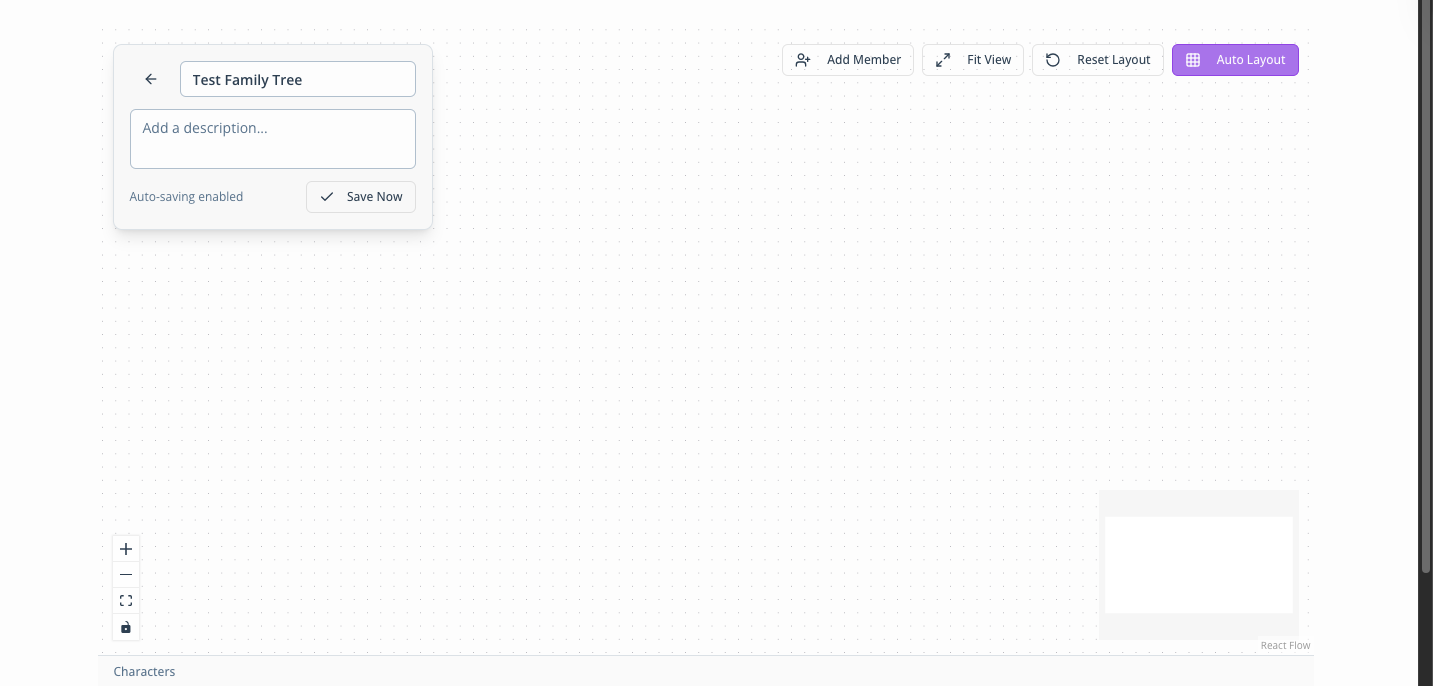 Test Family Tree
Add a description...
Auto-saving enabled
Save Now
Add Member
Fit View
Reset Layout
Auto Layout
React Flow
Characters